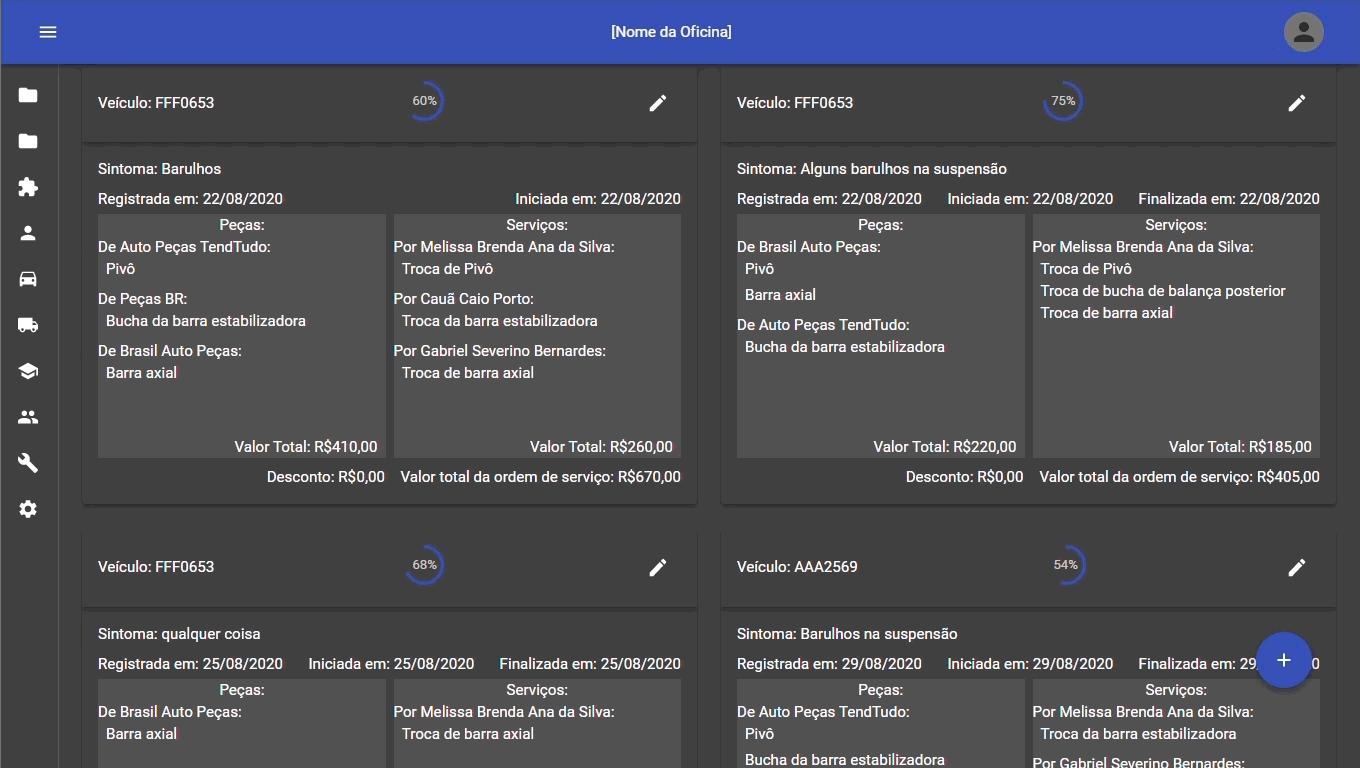 [Nome da Oficina]
Veículo: FFF0653
60%
Sintoma: Barulhos
Registrada em: 22/08/2020 Iniciada em: 22/08/2020
Peças:
De Auto Peças TendTudo:
Pivô
De Peças BR:
Bucha da barra estabilizadora
De Brasil Auto Peças:
Barra axial
Valor Total: R$410,00
Serviços:
Por Melissa Brenda Ana da Silva:
Troca de Pivô
Por Cauã Caio Porto:
Troca da barra estabilizadora
Por Gabriel Severino Bernardes:
Troca de barra axial
Valor Total: R$260,00
Desconto: R$0,00 Valor total da ordem de serviço: R$670,00
Veículo: FFF0653
75%
Sintoma: Alguns barulhos na suspensão
Registrada em: 22/08/2020 Iniciada em: 22/08/2020 Finalizada em: 22/08/2020
Peças:
De Brasil Auto Peças:
Pivô
Barra axial
De Auto Peças TendTudo:
Bucha da barra estabilizadora
Valor Total: R$220,00
Serviços:
Por Melissa Brenda Ana da Silva:
Troca de Pivô
Troca de bucha de balança posterior
Troca de barra axial
Valor Total: R$185,00
Desconto: R$0,00 Valor total da ordem de serviço: R$405,00
Veículo: FFF0653
68%
Sintoma: qualquer coisa
Registrada em: 25/08/2020 Iniciada em: 25/08/2020 Finalizada em: 25/08/2020
Peças:
De Brasil Auto Peças:
Barra axial
Serviços:
Por Melissa Brenda Ana da Silva:
Troca de barra axial
Veículo: AAA2569
54%
Sintoma: Barulhos na suspensão
Registrada em: 29/08/2020 Iniciada em: 29/08/2020 Finalizada em:
Peças:
De Auto Peças TendTudo:
Pivô
Bucha da barra estabilizadora
Serviços:
Por Melissa Brenda Ana da Silva:
Troca da barra estabilizadora
Por Gabriel Severino Bernardes: